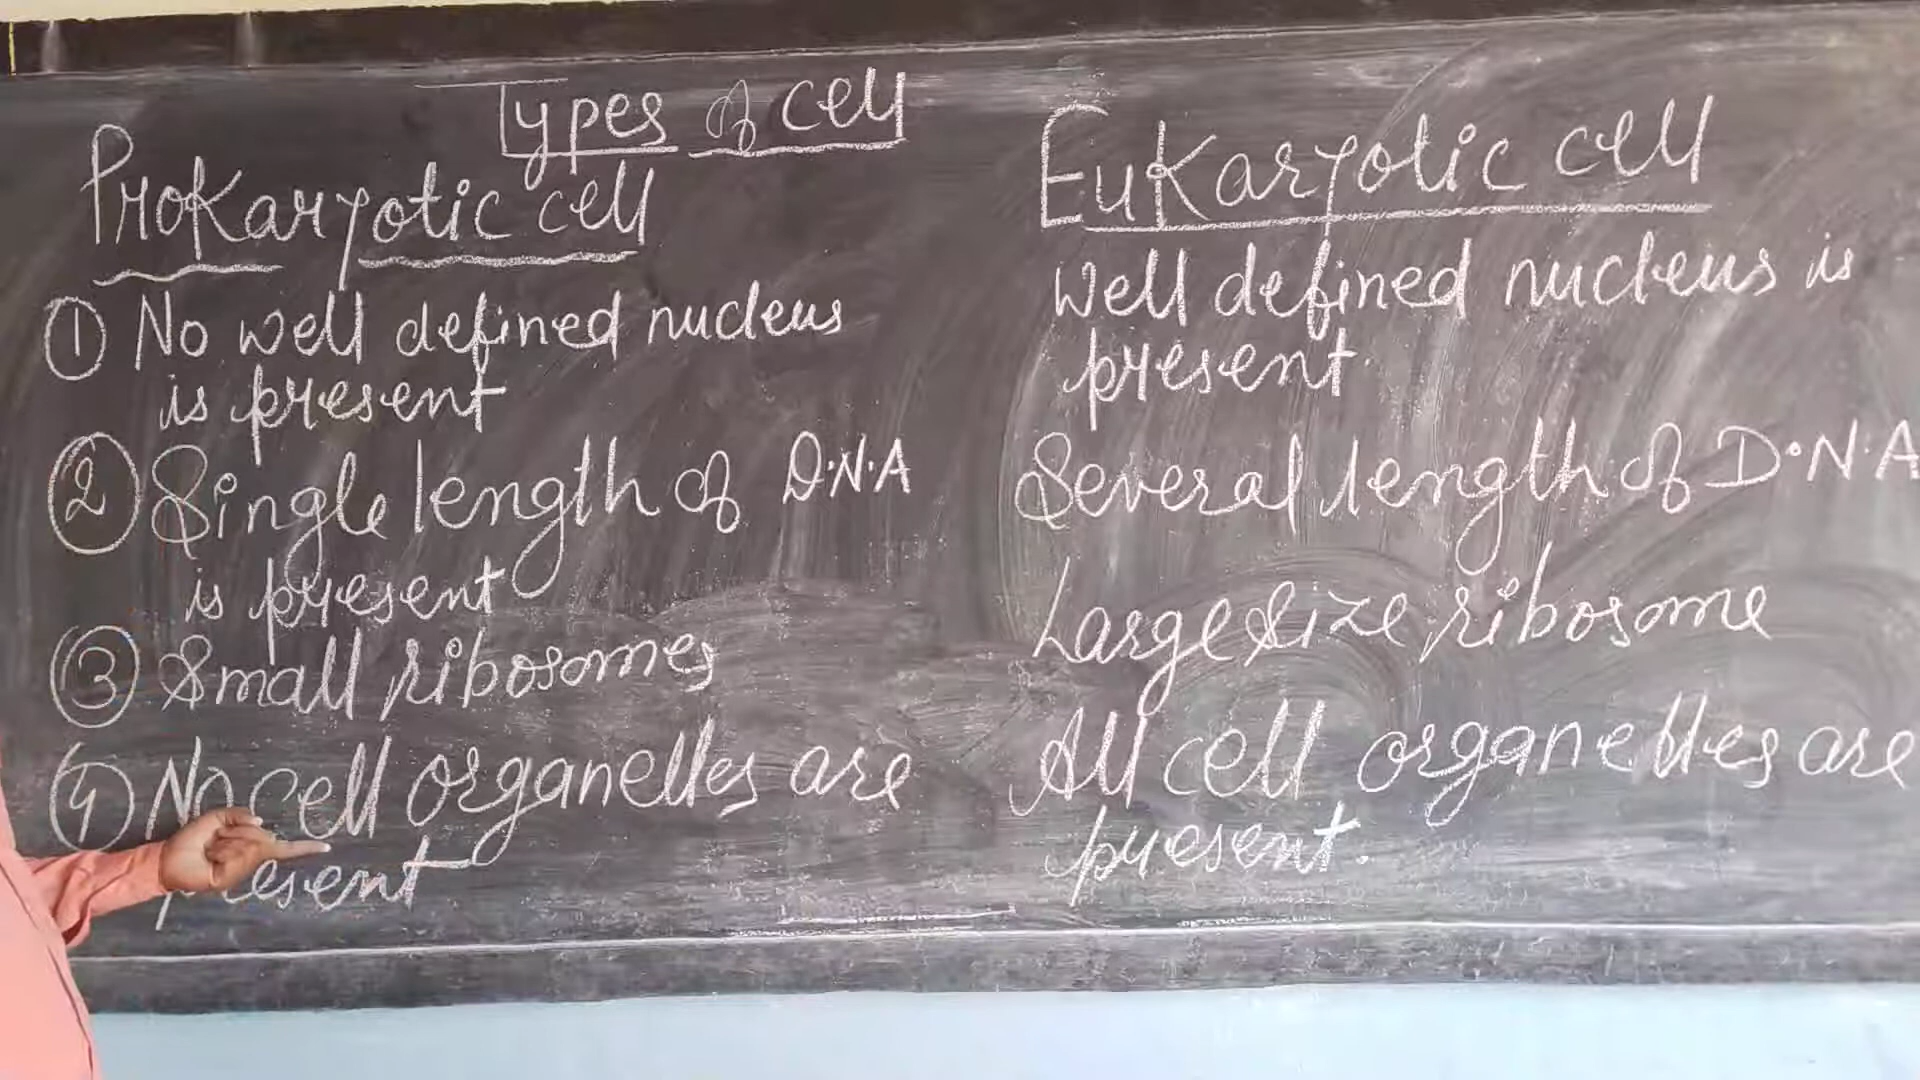 Types of cell
Prokaryotic cell
① No well defined nucleus
is present
② Single length of D.N.A
is present
③ Small ribosomes
④ No cell organelles are
present
Eukaryotic cell
Well defined nucleus is
present.
Several length of D.N.A
Large size ribosome
All cell organelles are
present.